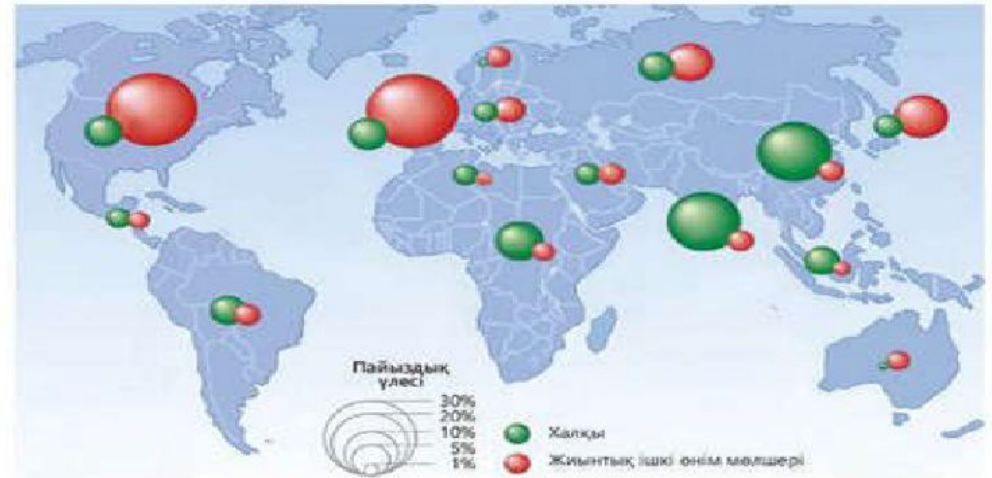 Пайыздық
үлесі
30%
20%
10%
5%
1%
Халқы
Жиынтық ішкі өнім мөлшері